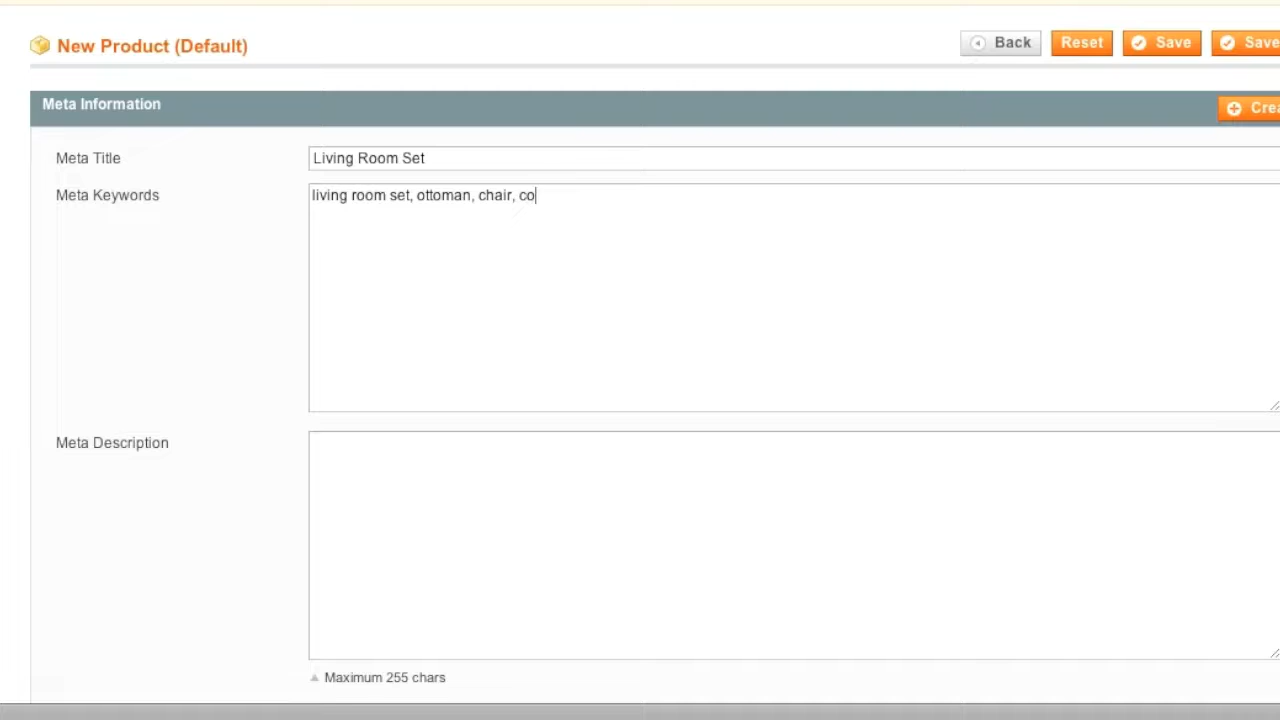 New Product (Default)
Back
Reset
Save
Save
Meta Information
Crea
Meta Title
Living Room Set
Meta Keywords
living room set, ottoman, chair, co
Meta Description
Maximum 255 chars